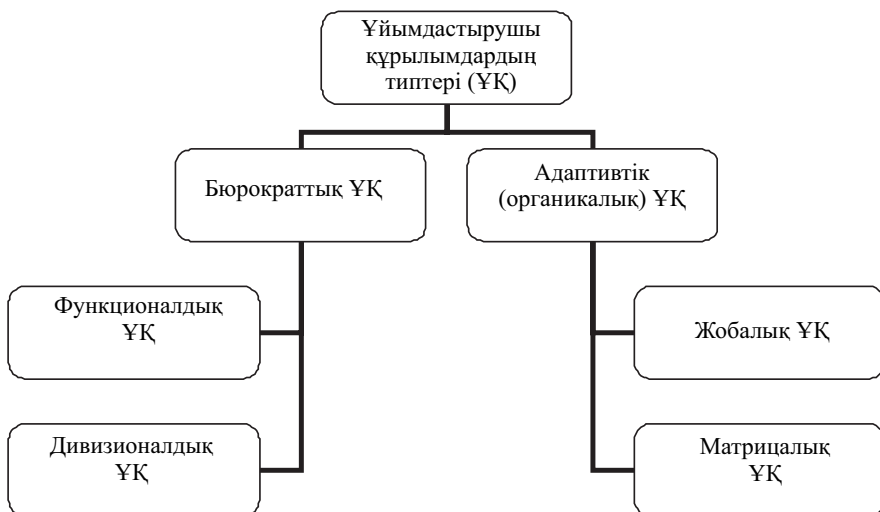 Ұйымдастырушы
құрылымдардың
типтері (ҰҚ)
Бюрократтық ҰҚ
Адаптивтік
(органикалық) ҰҚ
Функционалдық
ҰҚ
Жобалық ҰҚ
Дивизионалдық
ҰҚ
Матрицалық
ҰҚ